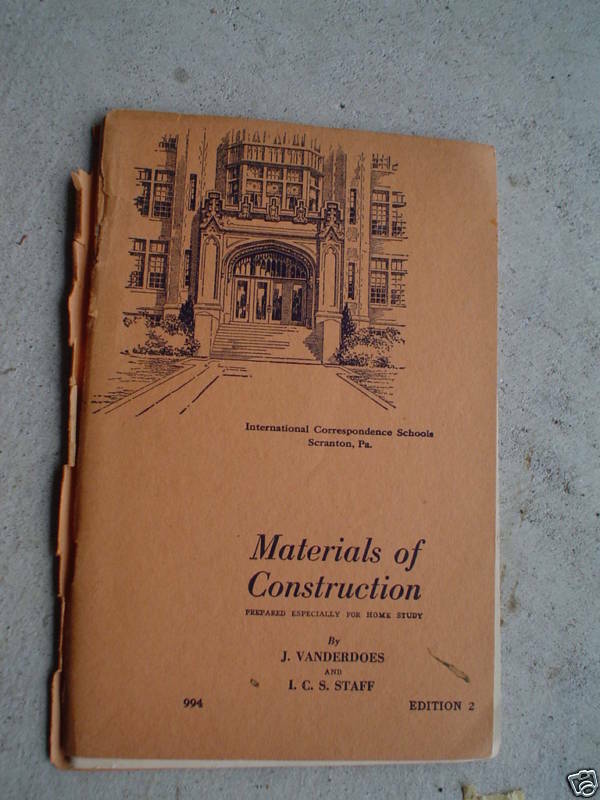 International Correspondence Schools
Scranton, Pa.
Materials of
Construction
PREPARED ESPECIALLY FOR HOME STUDY
By
J. VANDERDOES
AND
I. C. S. STAFF
994 EDITION 2